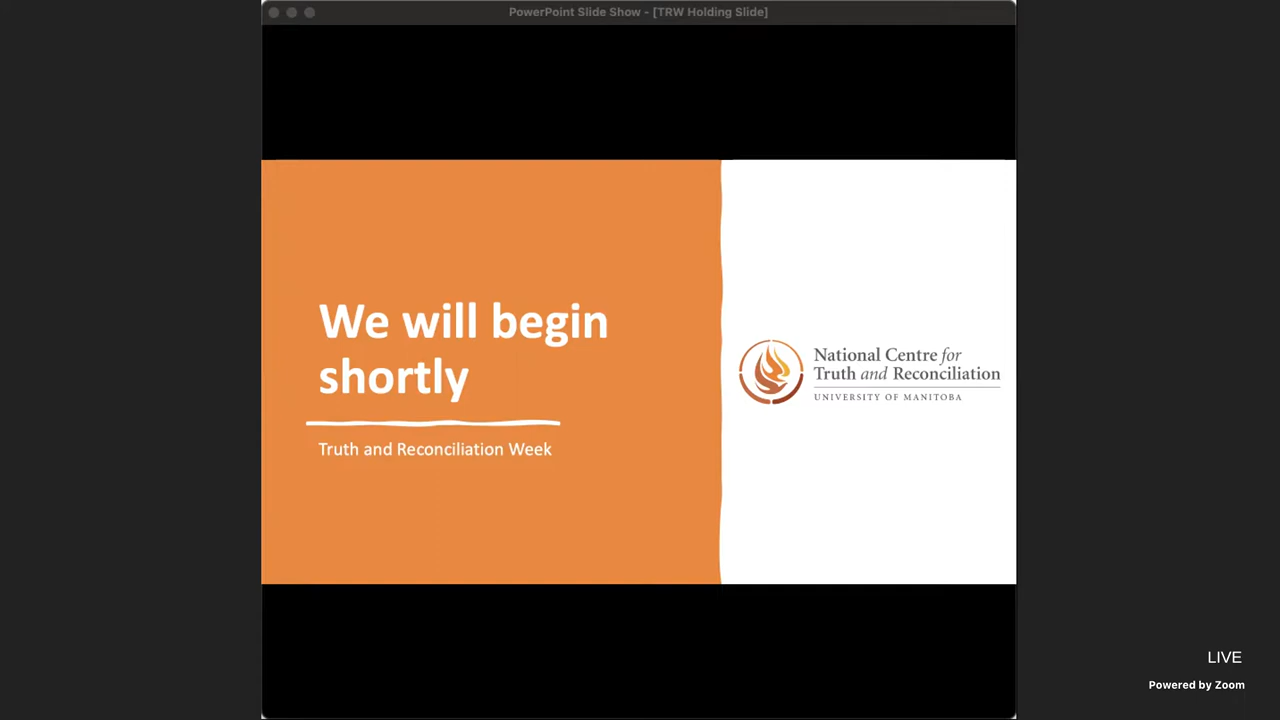 PowerPoint Slide Show - [TRW Holding Slide]
We will begin
shortly
Truth and Reconciliation Week
National Centre for
Truth and Reconciliation
UNIVERSITY OF MANITOBA
LIVE
Powered by Zoom